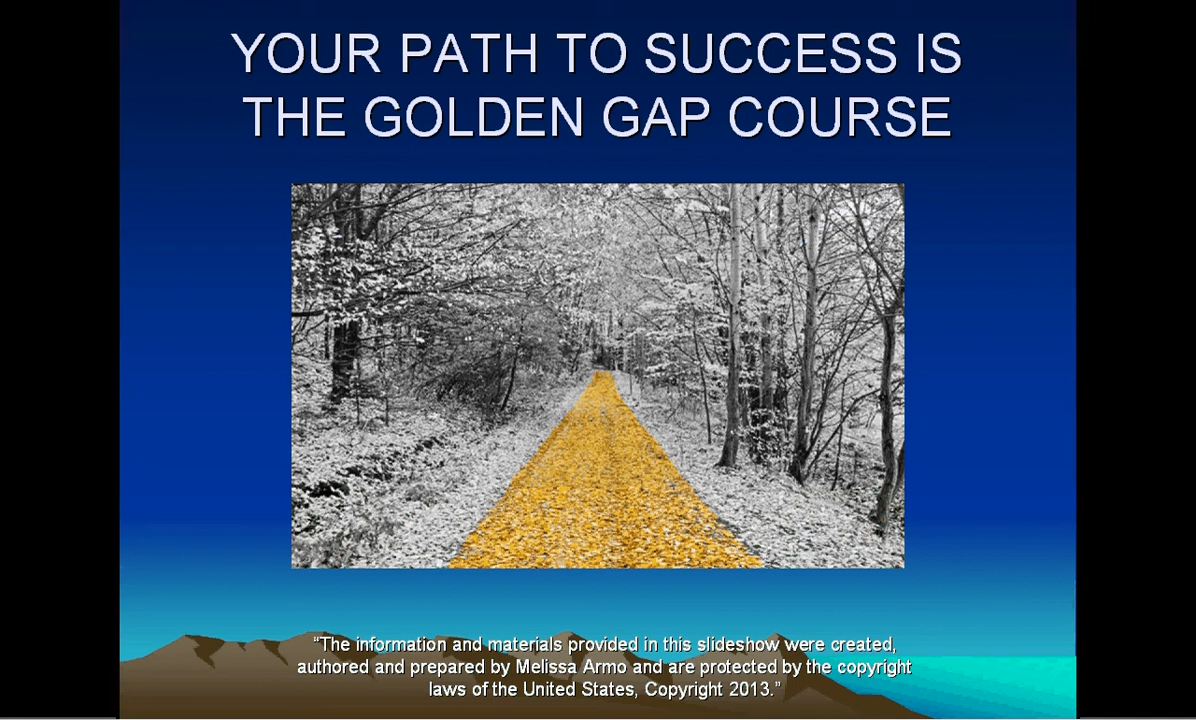 YOUR PATH TO SUCCESS IS
THE GOLDEN GAP COURSE
“The information and materials provided in this slideshow were created,
authored and prepared by Melissa Armo and are protected by the copyright
laws of the United States, Copyright 2013.”